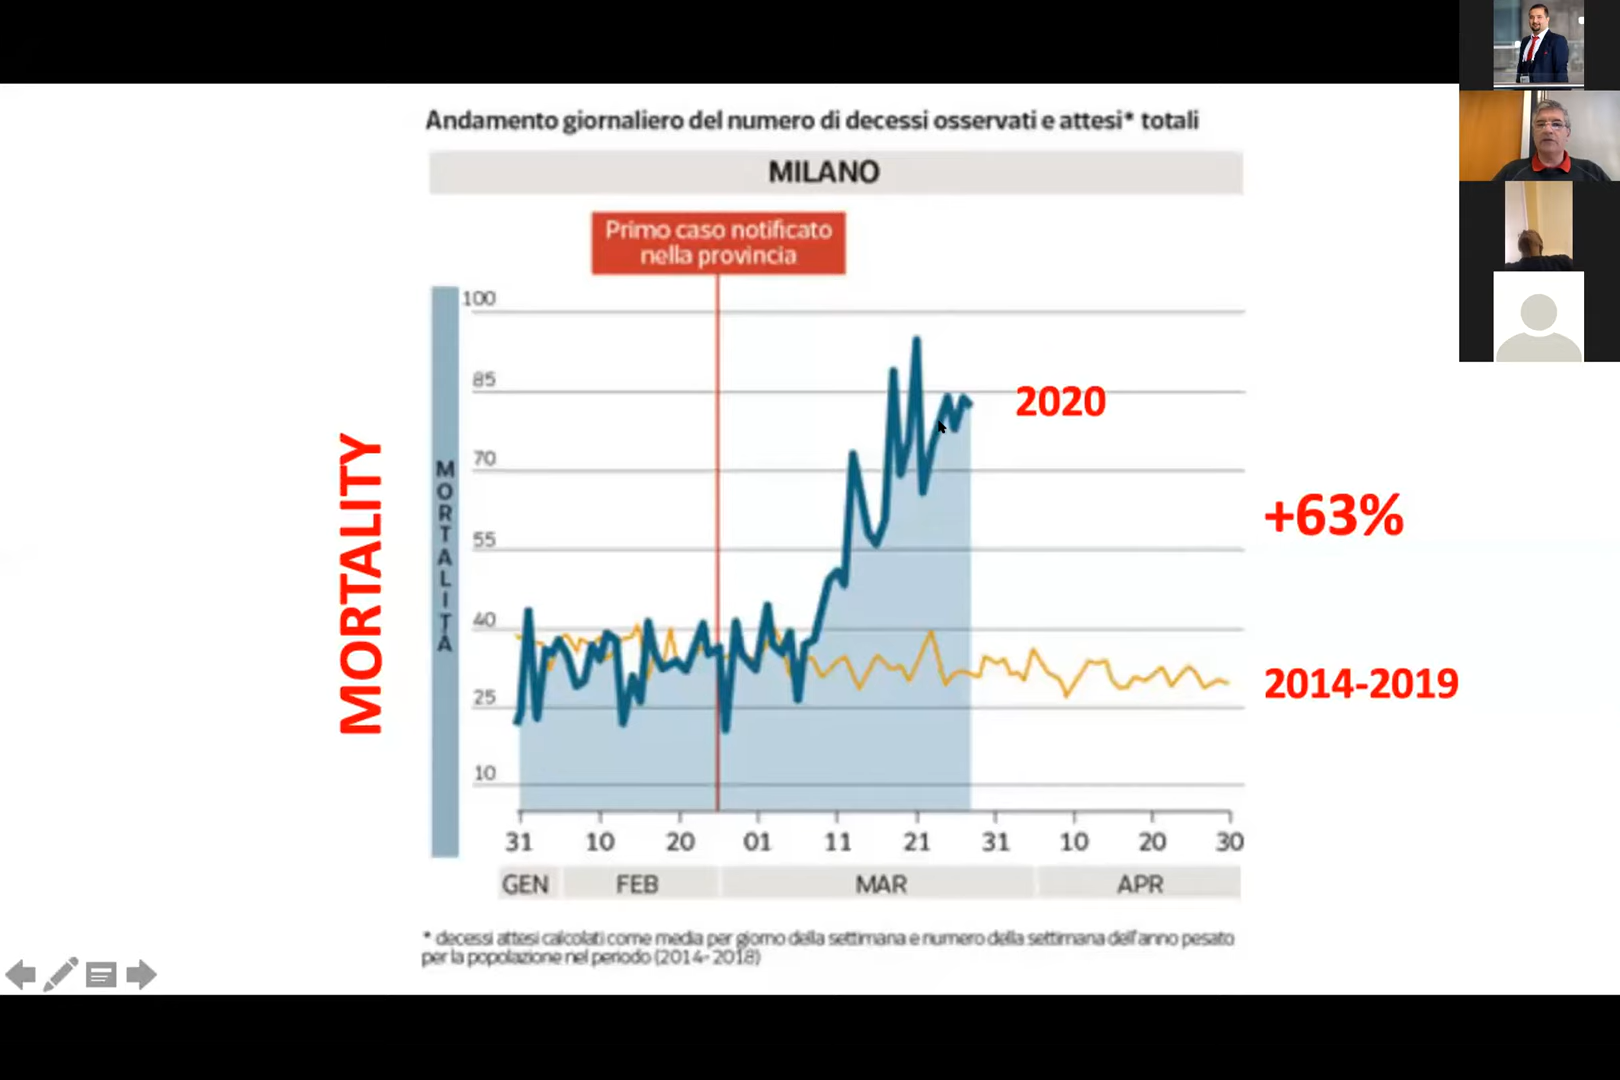 Andamento giornaliero del numero di decessi osservati e attesi* totali
MILANO
Primo caso notificato
nella provincia
MORTALITY
MORTALITÀ
100
85
70
55
40
25
10
2020
+63%
2014-2019
31 10 20 01 11 21 31 10 20 30
GEN FEB MAR APR
* decessi attesi calcolati come media per giorno della settimana e numero della settimana dell'anno pesato
per la popolazione nel periodo (2014-2018)